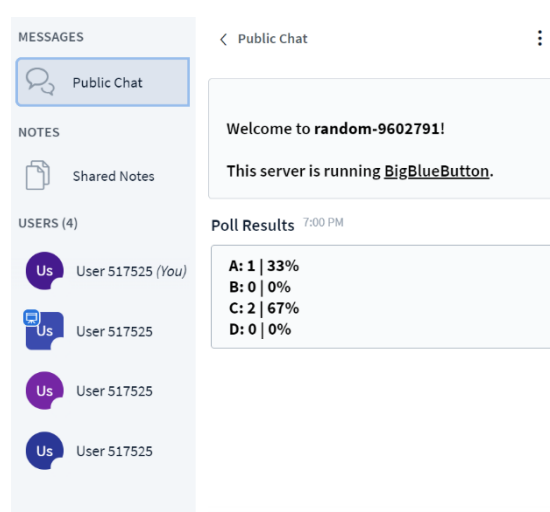 MESSAGES
Public Chat
NOTES
Shared Notes
USERS (4)
Us User 517525 (You)
Us User 517525
Us User 517525
Us User 517525
Public Chat
Welcome to random-9602791!
This server is running BigBlueButton.
Poll Results 7:00 PM
A: 1 | 33%
B: 0 | 0%
C: 2 | 67%
D: 0 | 0%